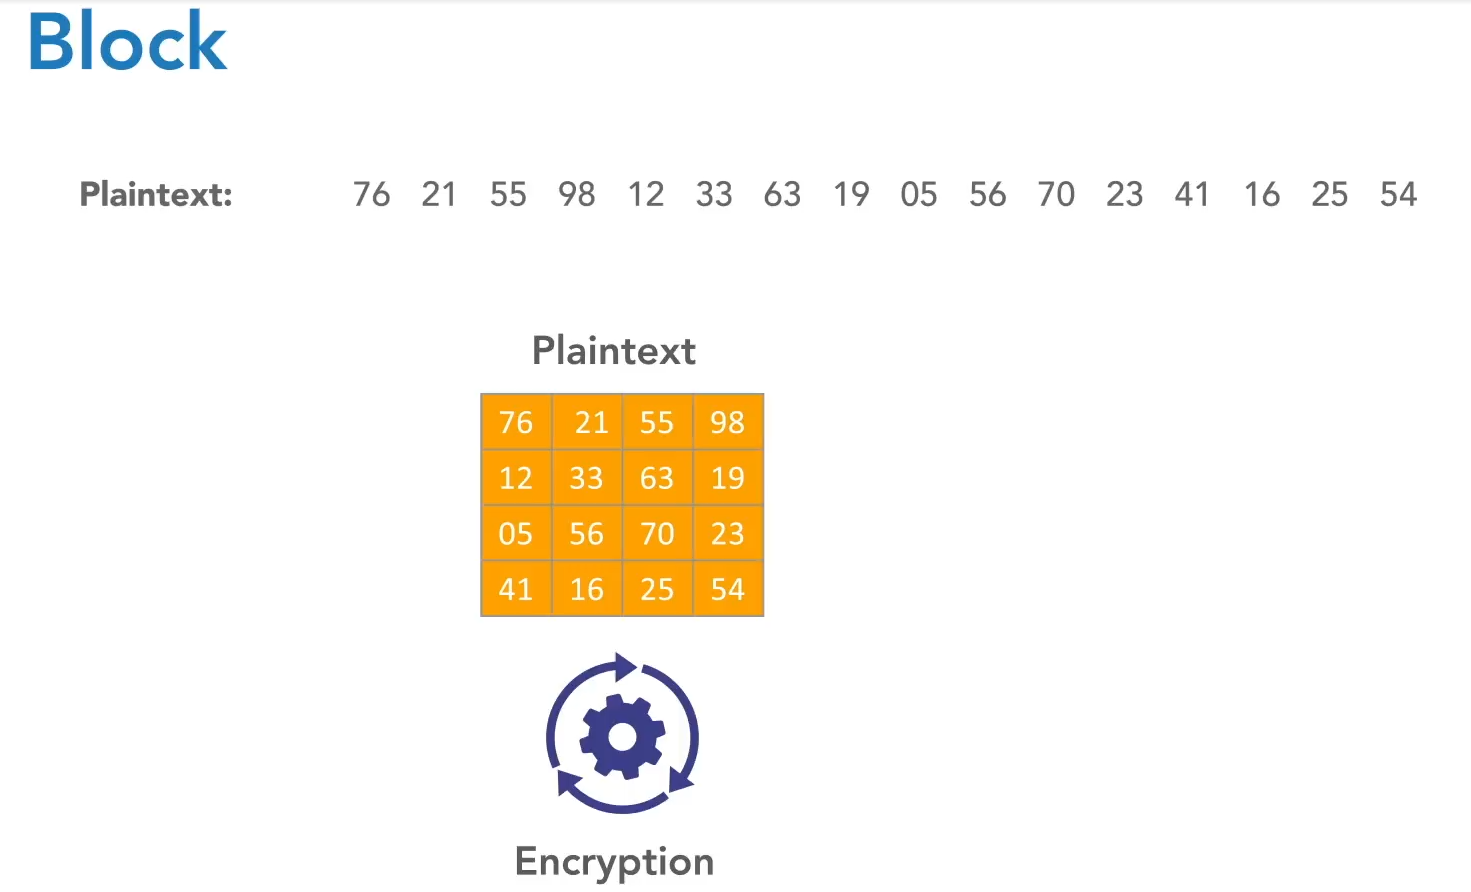 Block
Plaintext: 76 21 55 98 12 33 63 19 05 56 70 23 41 16 25 54
Plaintext
76 21 55 98
12 33 63 19
05 56 70 23
41 16 25 54
Encryption